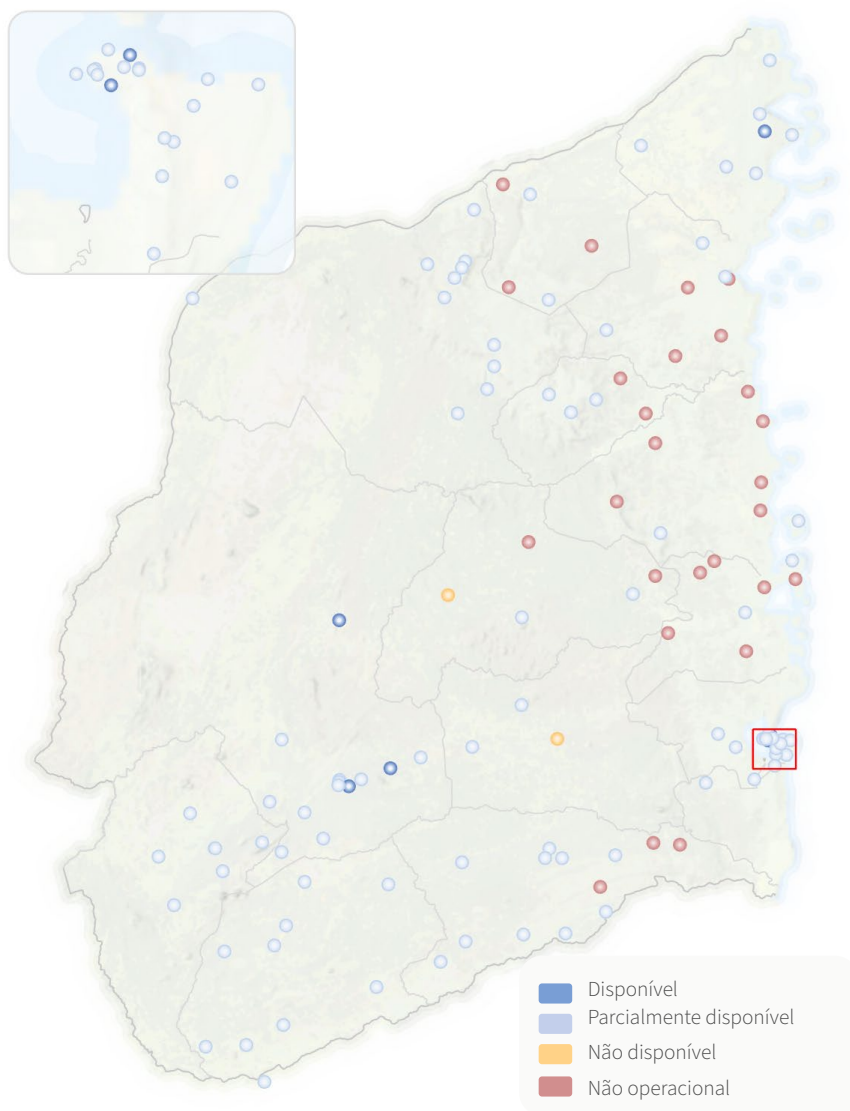 Disponível
Parcialmente disponível
Não disponível
Não operacional